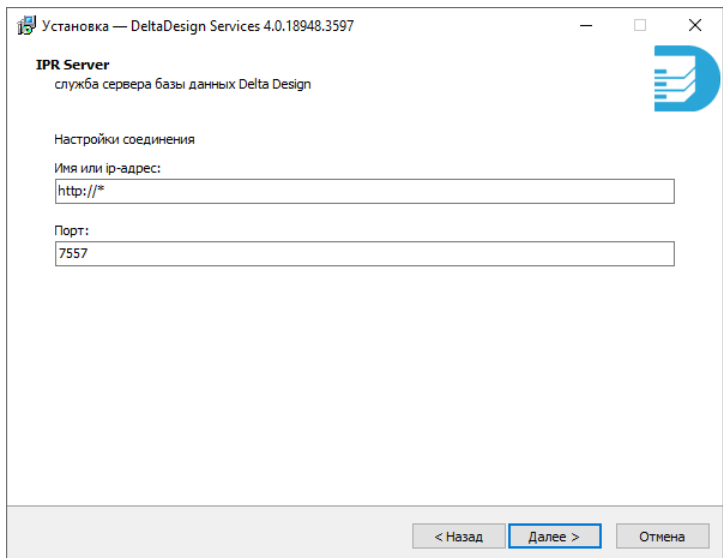 Установка — DeltaDesign Services 4.0.18948.3597
IPR Server
служба сервера базы данных Delta Design
Настройки соединения
Имя или ip-адрес:
http://*
Порт:
7557
< Назад
Далее >
Отмена